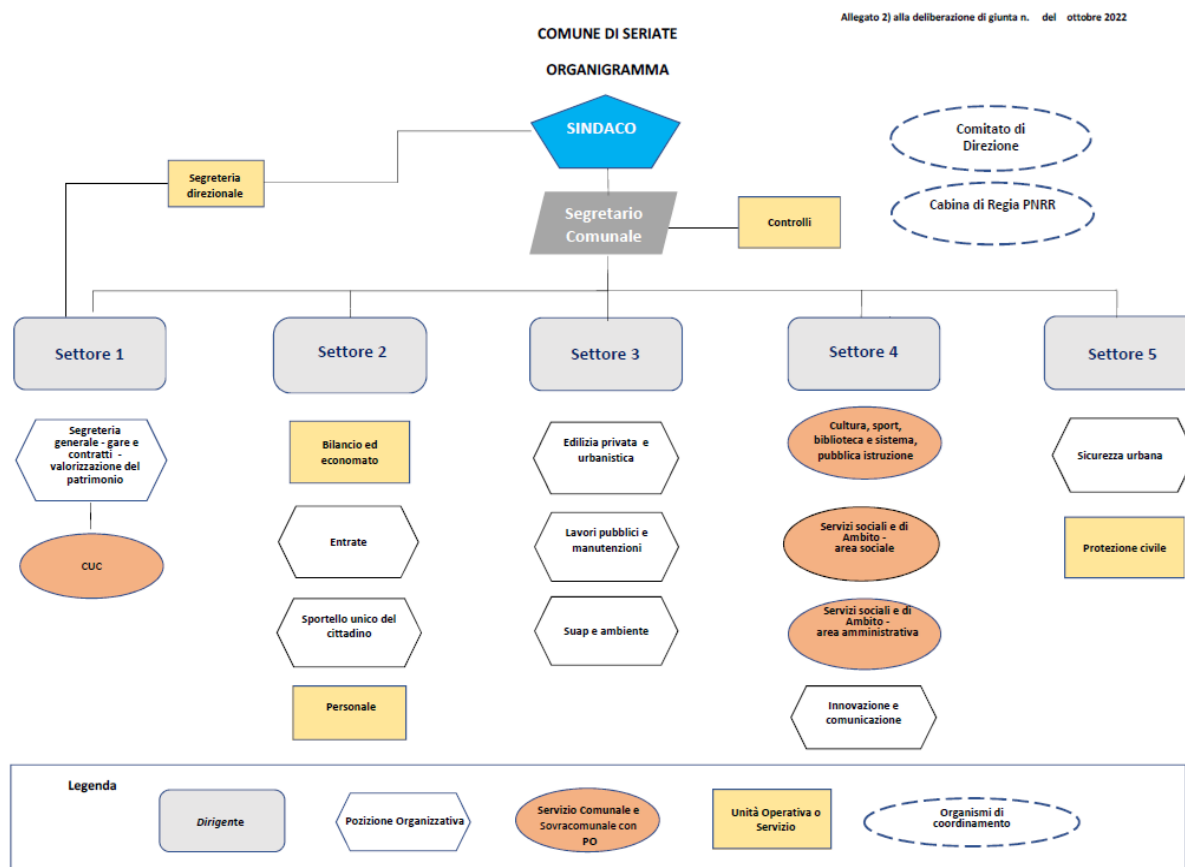 Allegato 2) alla deliberazione di giunta n. del ottobre 2022
COMUNE DI SERIATE
ORGANIGRAMMA
SINDACO
Comitato di
Direzione
Segreteria
direzionale
Cabina di Regia PNRR
Segretario
Comunale
Controlli
Settore 1
Settore 2
Settore 3
Settore 4
Settore 5
Segreteria
generale - gare e
contratti -
valorizzazione del
patrimonio
CUC
Bilancio ed
economato
Entrate
Sportello unico del
cittadino
Personale
Edilizia privata e
urbanistica
Lavori pubblici e
manutenzioni
Suap e ambiente
Cultura, sport,
biblioteca e sistema,
pubblica istruzione
Servizi sociali e di
Ambito -
area sociale
Servizi sociali e di
Ambito -
area amministrativa
Innovazione e
comunicazione
Sicurezza urbana
Protezione civile
Legenda
Dirigente
Pozizione Organizzativa
Servizio Comunale e
Sovracomunale con
PO
Unità Operativa o
Servizio
Organismi di
coordinamento